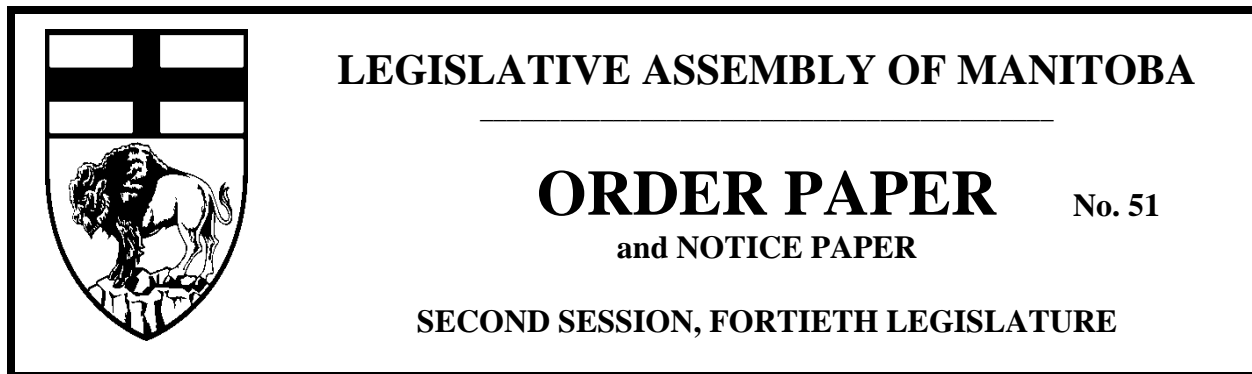 LEGISLATIVE ASSEMBLY OF MANITOBA
ORDER PAPER No. 51
and NOTICE PAPER
SECOND SESSION, FORTIETH LEGISLATURE